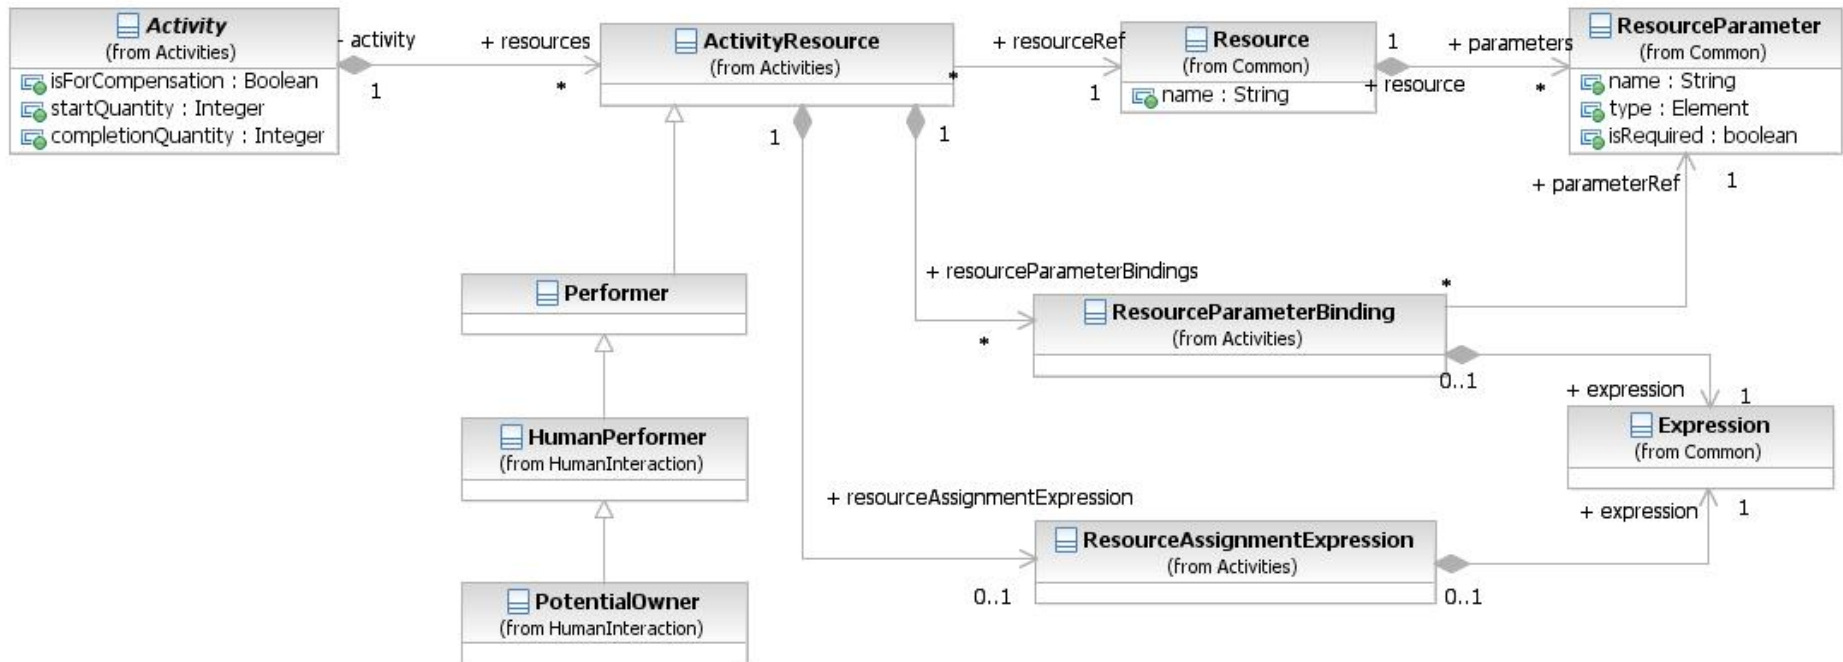 Activity
(from Activities)
isForCompensation : Boolean
startQuantity : Integer
completionQuantity : Integer
- activity
1
+ resources
*
ActivityResource
(from Activities)
*
+ resourceRef
1
Resource
(from Common)
name : String
1
+ resource
+ parameters
*
ResourceParameter
(from Common)
name : String
type : Element
isRequired : boolean
1
1
+ parameterRef
1
+ resourceParameterBindings
*
Performer
ResourceParameterBinding
(from Activities)
*
0..1
+ expression
1
HumanPerformer
(from HumanInteraction)
Expression
(from Common)
+ resourceAssignmentExpression
0..1
+ expression
1
ResourceAssignmentExpression
(from Activities)
0..1
PotentialOwner
(from HumanInteraction)